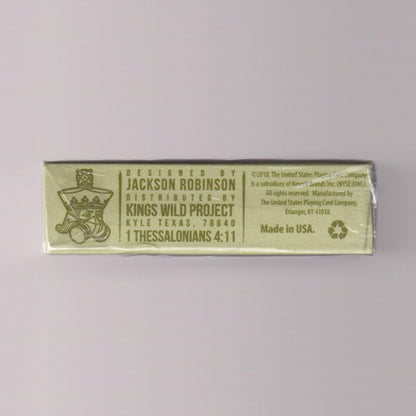 DESIGNED BY
JACKSON ROBINSON
DISTRIBUTED BY
KINGS WILD PROJECT
KYLE TEXAS, 78640
1 THESSALONIANS 4:11
©2018. The United States Playing Card Company
is a subsidiary of Newell Brands Inc. (NYSE:NWL).
All rights reserved. Manufactured by
The United States Playing Card Company.
Erlanger, KY 41018.
Made in USA.